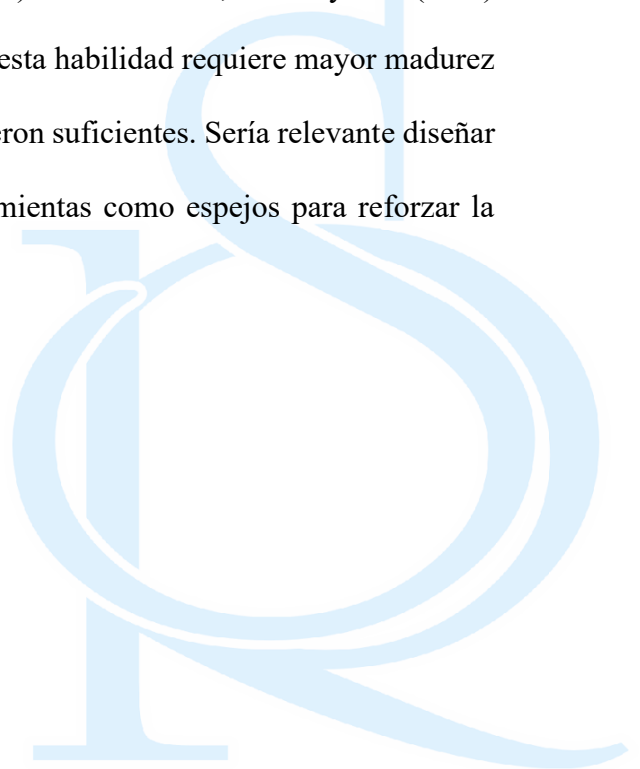 esta habilidad requiere mayor madurez
eron suficientes. Sería relevante diseñar
mientas como espejos para reforzar la